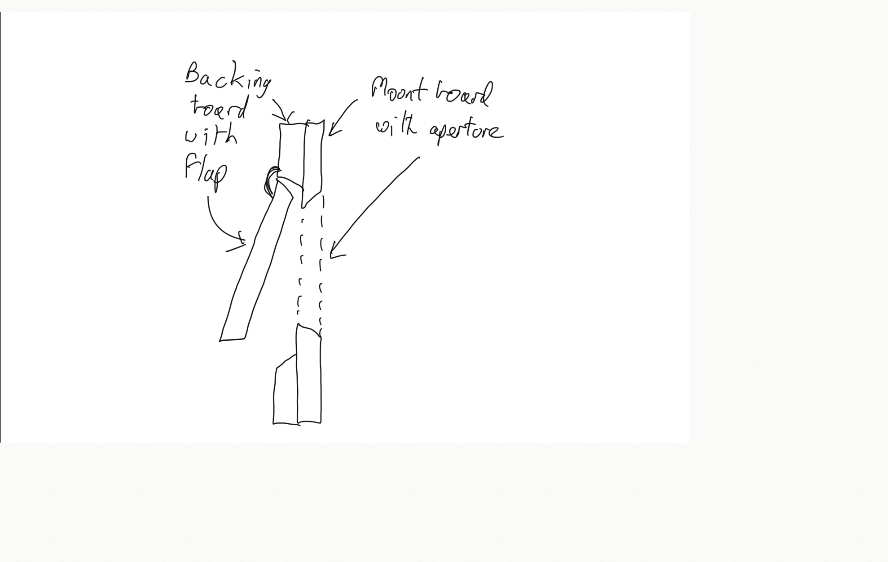 Backing
board
with
flap
Mount board
with aperture